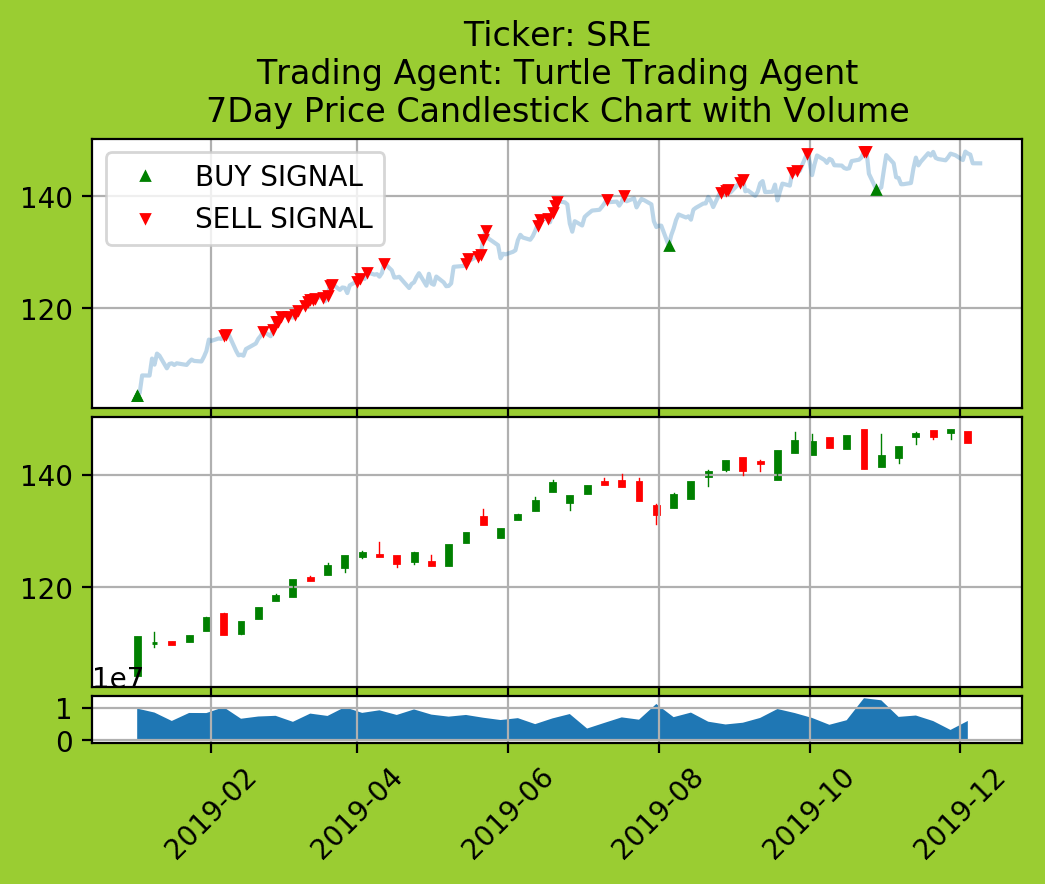 Ticker: SRE
Trading Agent: Turtle Trading Agent
7Day Price Candlestick Chart with Volume
BUY SIGNAL
SELL SIGNAL
140
120
140
120
1e7
1
0
2019-02
2019-04
2019-06
2019-08
2019-10
2019-12